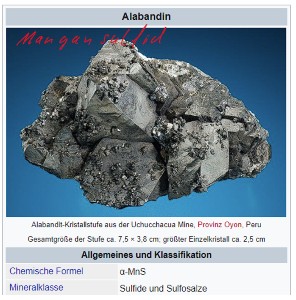 Alabandin
Mangansulfid
Alabandit-Kristallstufe aus der Uchucchacua Mine, Provinz Oyon, Peru
Gesamtgröße der Stufe ca. 7,5 × 3,8 cm; größter Einzelkristall ca. 2,5 cm
Allgemeines und Klassifikation
Chemische Formel α-MnS
Mineralklasse Sulfide und Sulfosalze